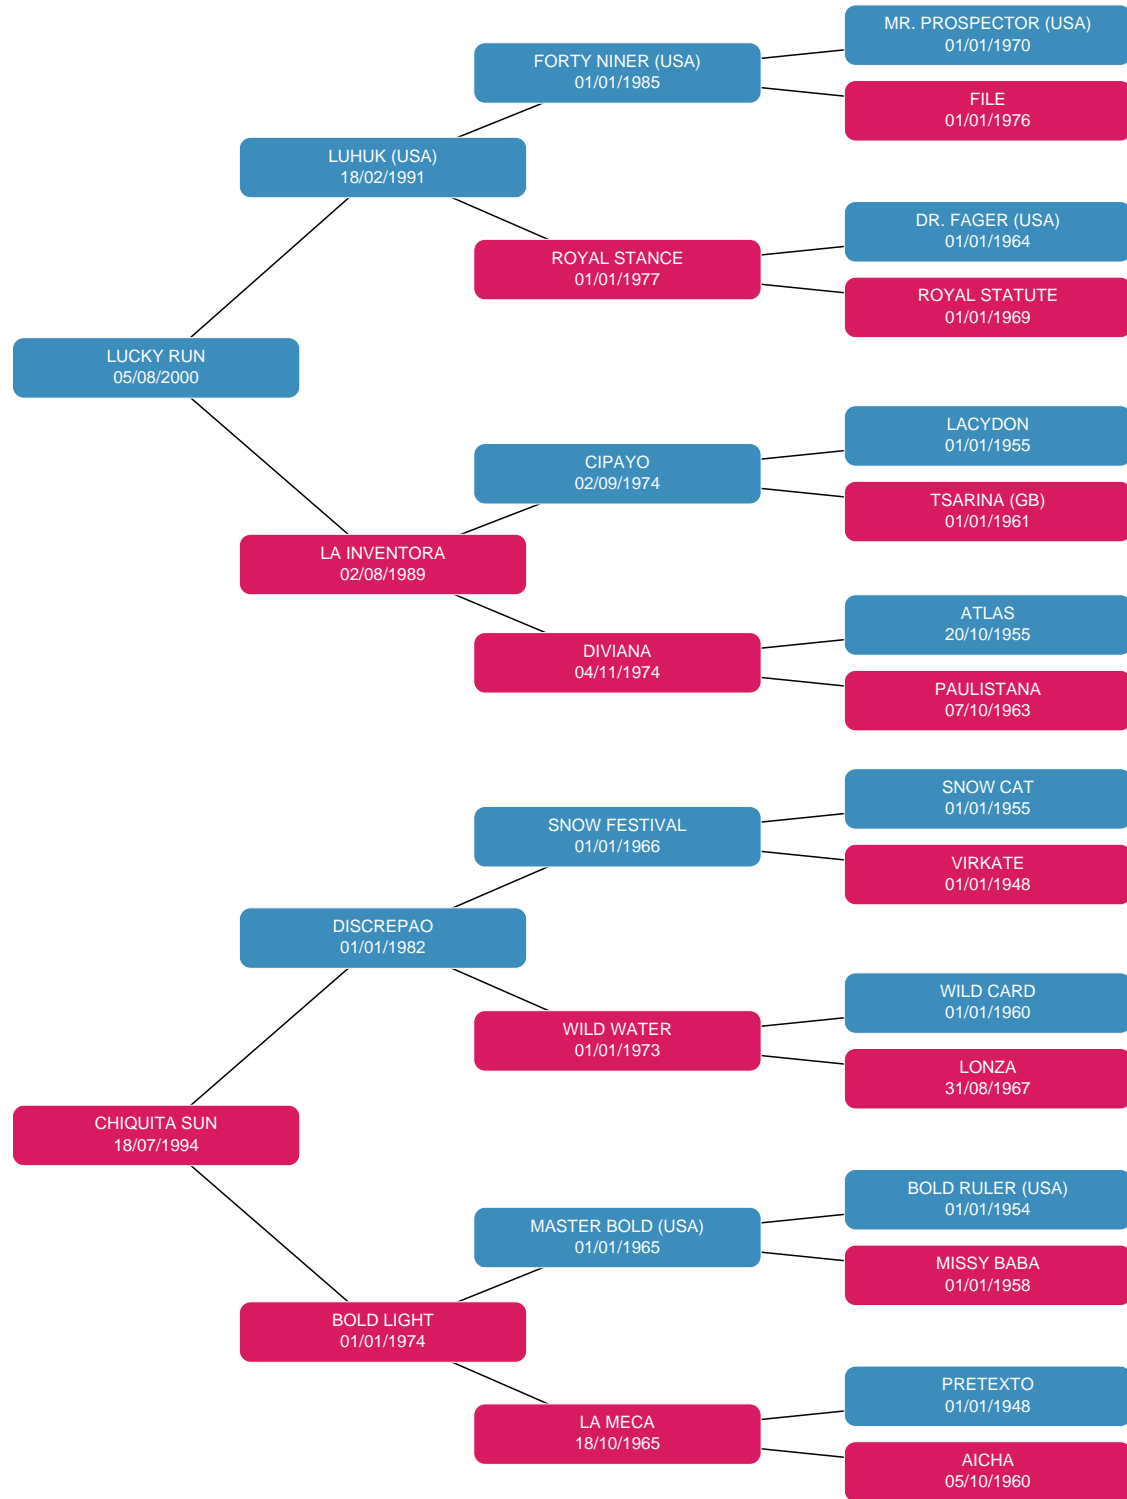 MR. PROSPECTOR (USA)
01/01/1970
FORTY NINER (USA)
01/01/1985
FILE
01/01/1976
LUHUK (USA)
18/02/1991
DR. FAGER (USA)
01/01/1964
ROYAL STANCE
01/01/1977
ROYAL STATUTE
01/01/1969
LUCKY RUN
05/08/2000
LACYDON
01/01/1955
CIPAYO
02/09/1974
TSARINA (GB)
01/01/1961
LA INVENTORA
02/08/1989
ATLAS
20/10/1955
DIVIANA
04/11/1974
PAULISTANA
07/10/1963
SNOW CAT
01/01/1955
SNOW FESTIVAL
01/01/1966
VIRKATE
01/01/1948
DISCREPAO
01/01/1982
WILD CARD
01/01/1960
WILD WATER
01/01/1973
LONZA
31/08/1967
CHIQUITA SUN
18/07/1994
BOLD RULER (USA)
01/01/1954
MASTER BOLD (USA)
01/01/1965
MISSY BABA
01/01/1958
BOLD LIGHT
01/01/1974
PRETEXTO
01/01/1948
LA MECA
18/10/1965
AICHA
05/10/1960